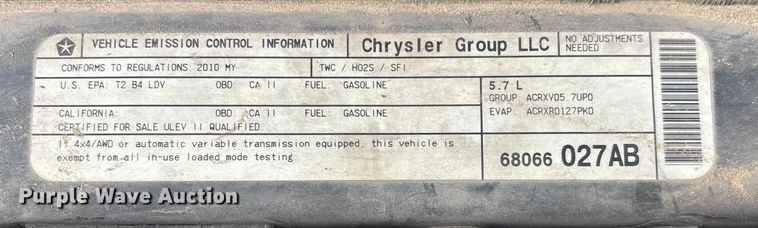 VEHICLE EMISSION CONTROL INFORMATION
Chrysler Group LLC
NO ADJUSTMENTS
NEEDED
CONFORMS TO REGULATIONS: 2010 MY
TWC / HO2S / SFI
U.S. EPA: T2 B4 LDV OBD: CA II FUEL: GASOLINE
5.7 L
GROUP: ACRXV05.7UP0
EVAP: ACRXR0127PK0
CALIFORNIA: OBD: CA II FUEL: GASOLINE
CERTIFIED FOR SALE ULEV II QUALIFIED.
If 4x4/AWD or automatic variable transmission equipped, this vehicle is
exempt from all in-use loaded mode testing
68066 027AB
Purple Wave Auction